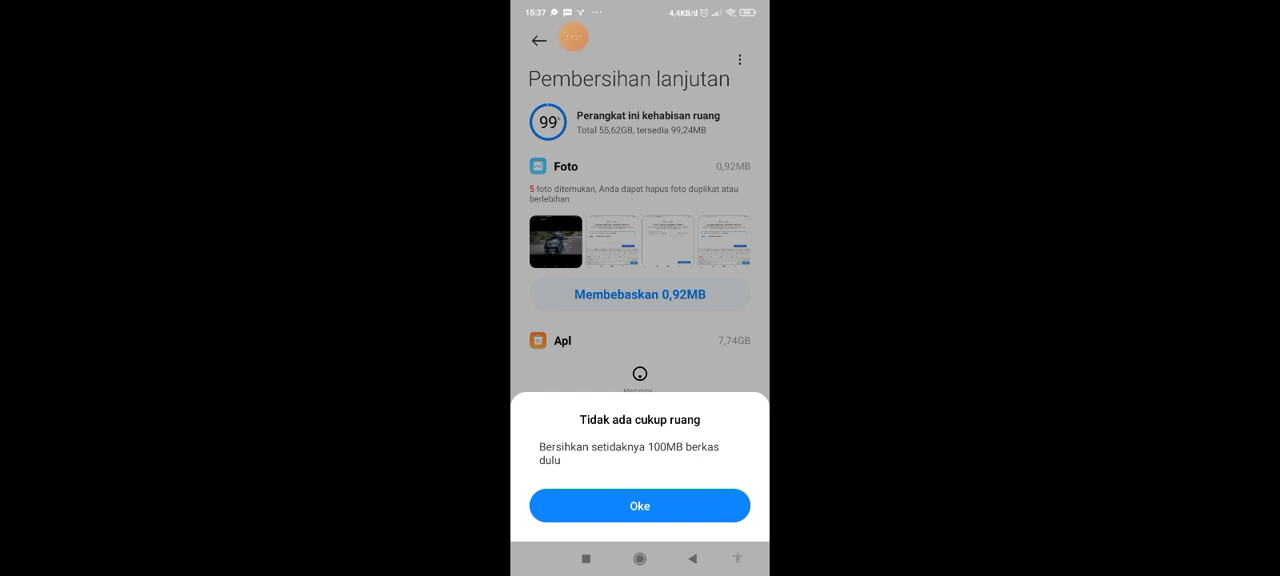 15:37
4,4KB/d
Pembersihan lanjutan
99
Perangkat ini kehabisan ruang
Total 55,62GB, tersedia 99,24MB
Foto
0,92MB
5 foto ditemukan, Anda dapat hapus foto duplikat atau
berlebihan
Membebaskan 0,92MB
Apl
7,74GB
Tidak ada cukup ruang
Bersihkan setidaknya 100MB berkas
dulu
Oke